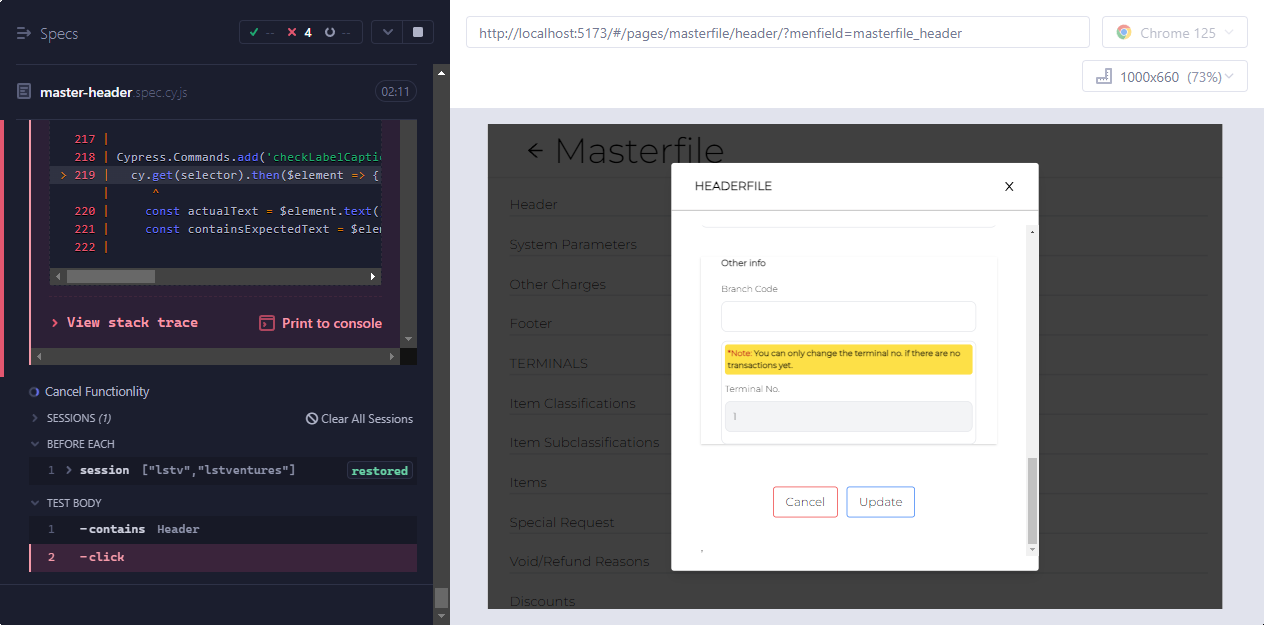 Specs
-- 4 --
master-header.spec.cy.js
02:11
217 |
218 | Cypress.Commands.add('checkLabelCaptio
> 219 | cy.get(selector).then($element => {
| ^
220 | const actualText = $element.text(
221 | const containsExpectedText = $elem
222 |
View stack trace
Print to console
Cancel Functionlity
SESSIONS (1)
Clear All Sessions
BEFORE EACH
1 session ["lstv","lstventures"] restored
TEST BODY
1 -contains Header
2 -click
http://localhost:5173/#/pages/masterfile/header/?menfield=masterfile_header
Chrome 125
1000x660 (73%)
Masterfile
Header
System Parameters
Other Charges
Footer
TERMINALS
Item Classifications
Item Subclassifications
Items
Special Request
Void/Refund Reasons
Discounts
HEADERFILE
X
Other info
Branch Code
*Note: You can only change the terminal no. if there are no
transactions yet.
Terminal No.
1
Cancel
Update
,